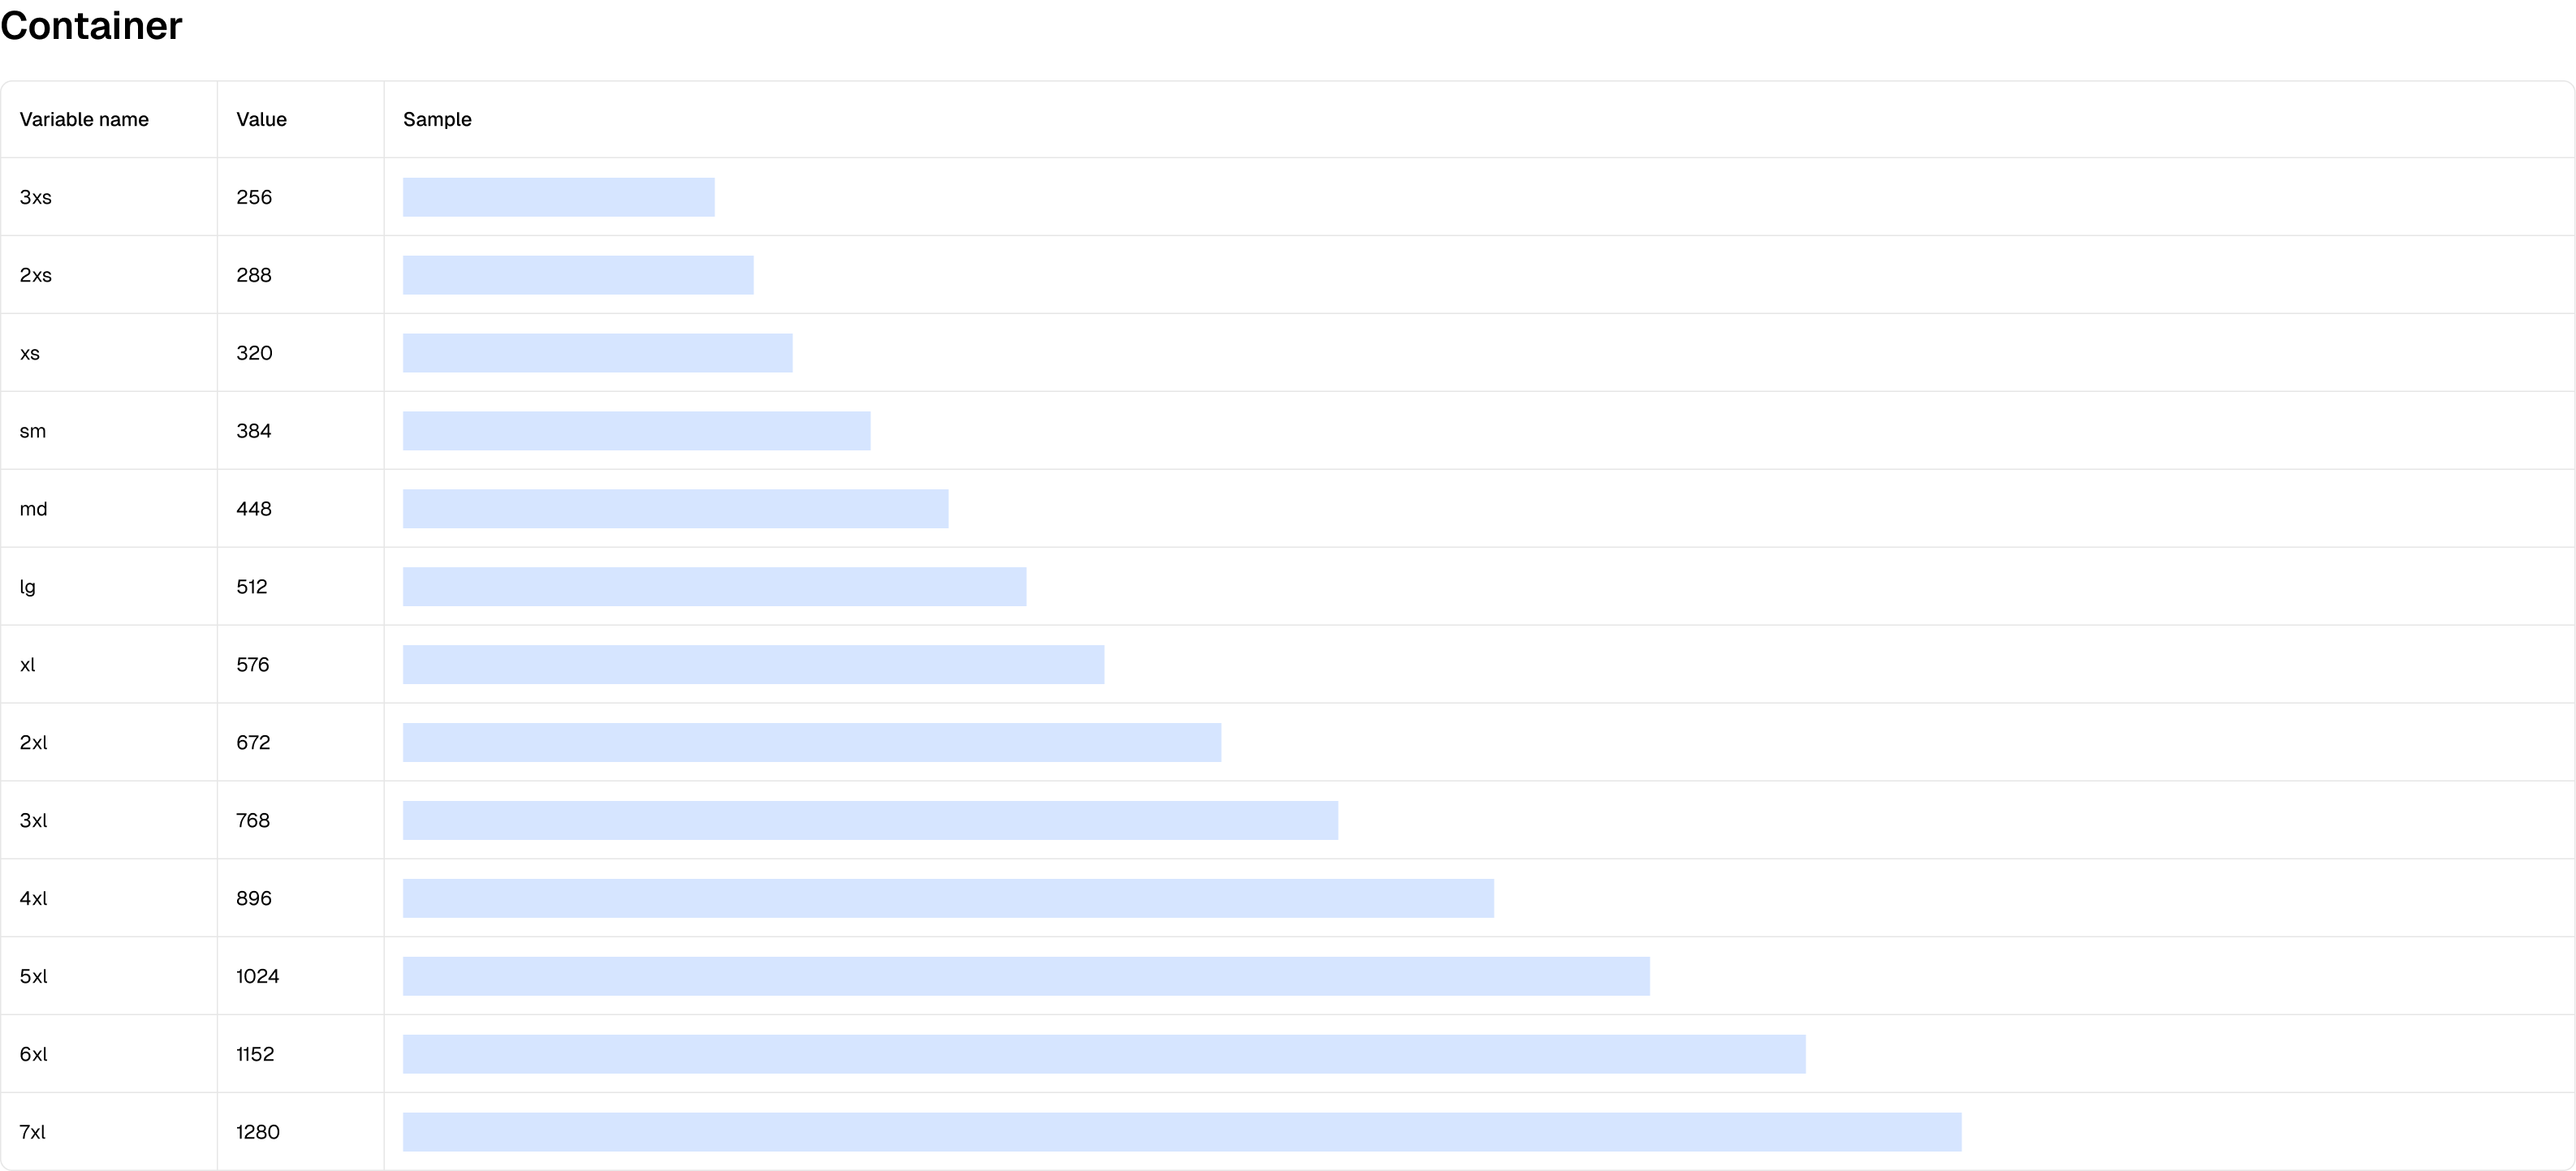 Container
Variable name Value Sample
3xs 256
2xs 288
xs 320
sm 384
md 448
lg 512
xl 576
2xl 672
3xl 768
4xl 896
5xl 1024
6xl 1152
7xl 1280